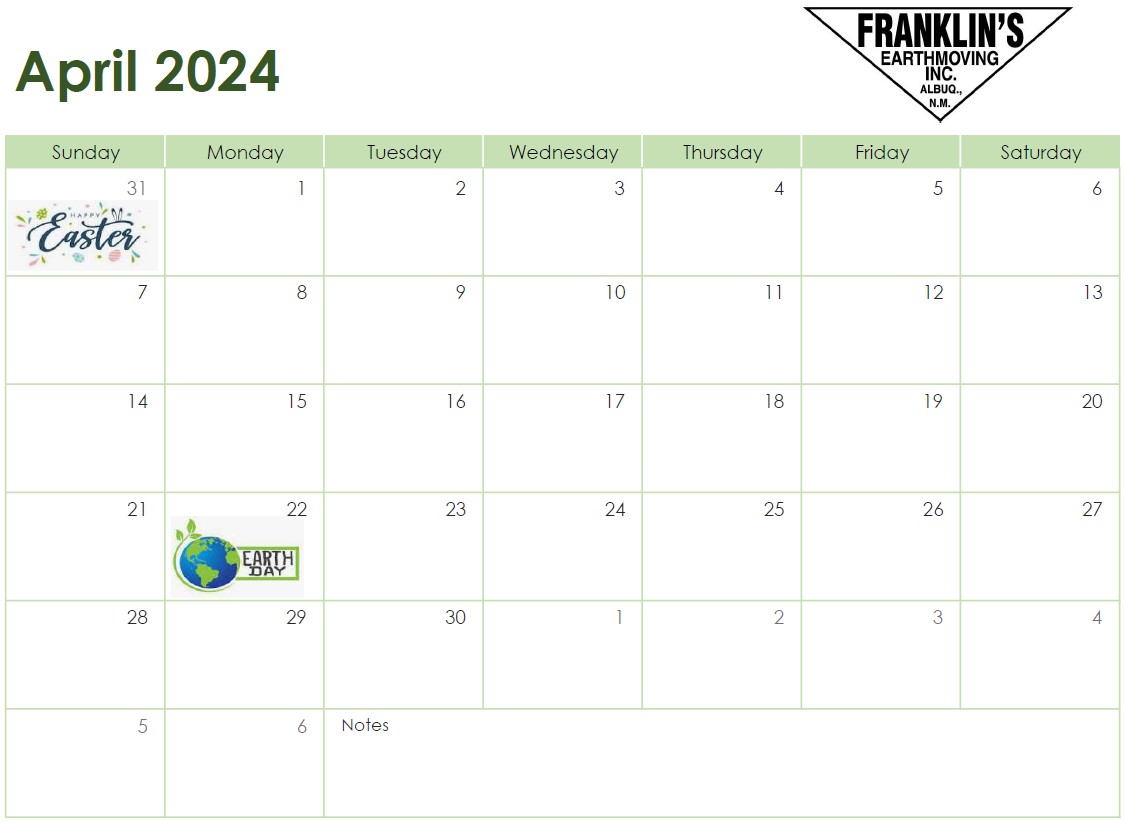 April 2024
FRANKLIN'S
EARTHMOVING
INC.
ALBUQ.,
N.M.
Sunday Monday Tuesday Wednesday Thursday Friday Saturday
31 1 2 3 4 5 6
HAPPY
Easter
7 8 9 10 11 12 13
14 15 16 17 18 19 20
21 22 23 24 25 26 27
EARTH
DAY
28 29 30 1 2 3 4
5 6 Notes